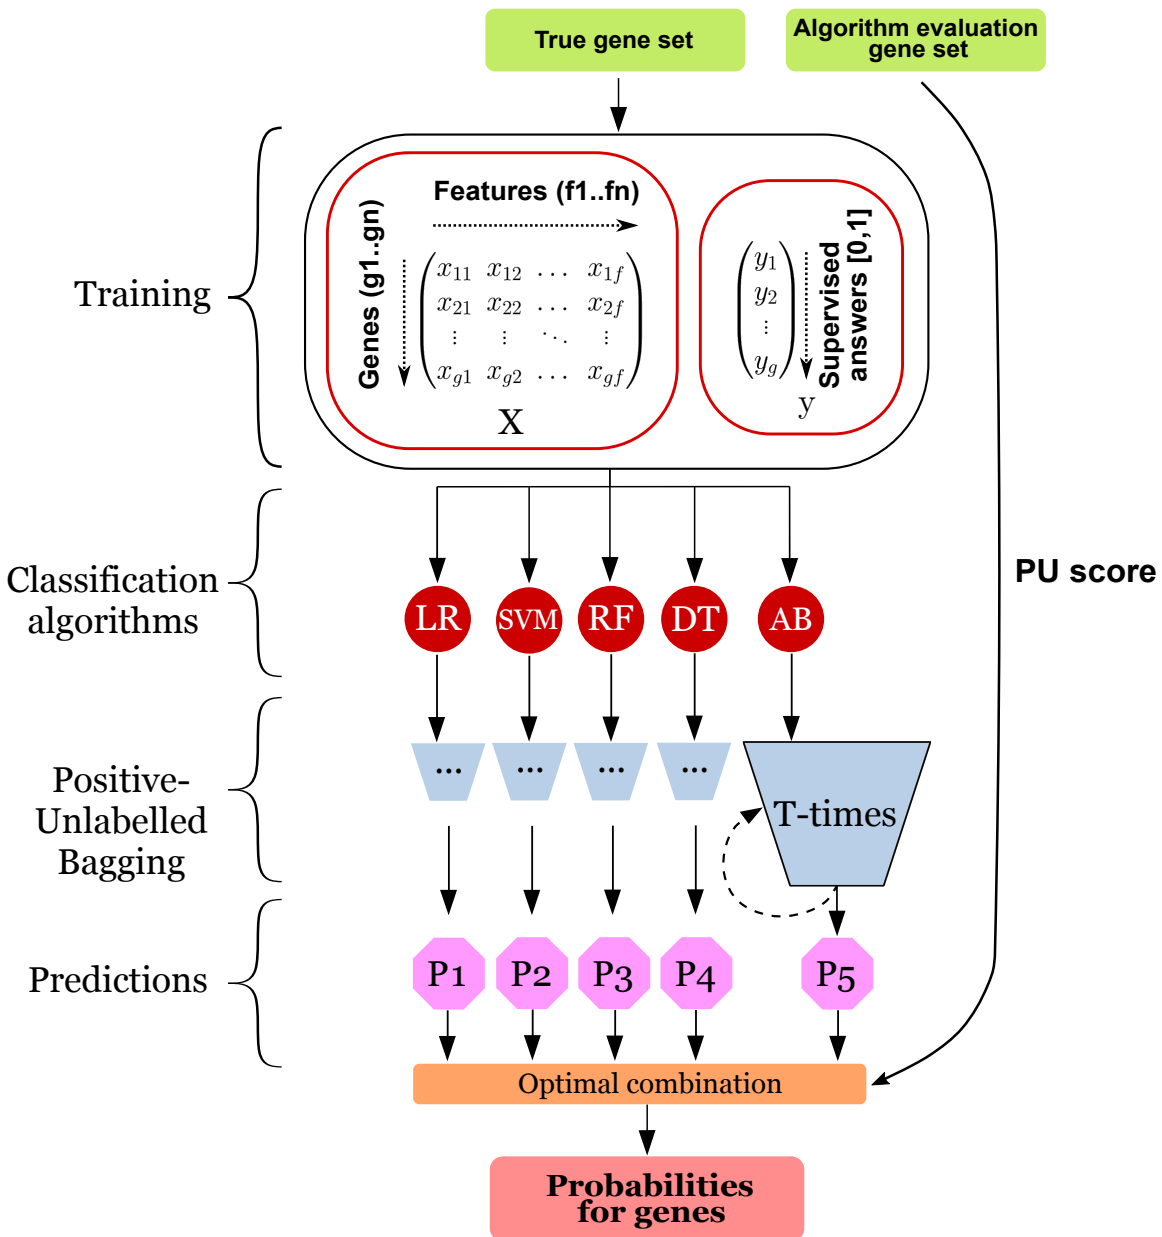 True gene set
Algorithm evaluation
gene set
Training
Features (f1..fn)
Genes (g1..gn)
x11 x12 ... x1f
x21 x22 ... x2f
⋮ ⋮ ⋱ ⋮
xg1 xg2 ... xgf
X
y1
y2
⋮
yg
y
Supervised
answers [0,1]
Classification
algorithms
LR SVM RF DT AB
PU score
Positive-
Unlabelled
Bagging
... ... ... ...
T-times
Predictions
P1 P2 P3 P4 P5
Optimal combination
Probabilities
for genes